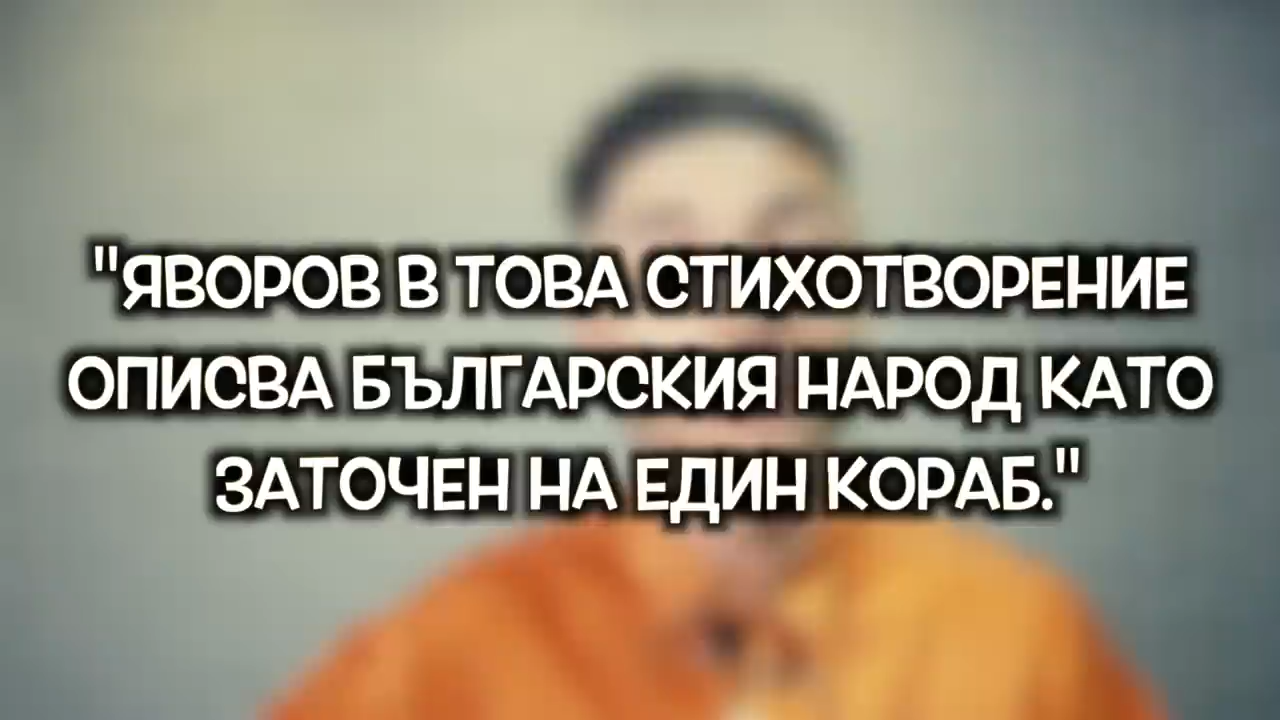 "ЯВОРОВ В ТОВА СТИХОТВОРЕНИЕ
ОПИСВА БЪЛГАРСКИЯ НАРОД КАТО
ЗАТОЧЕН НА ЕДИН КОРАБ."